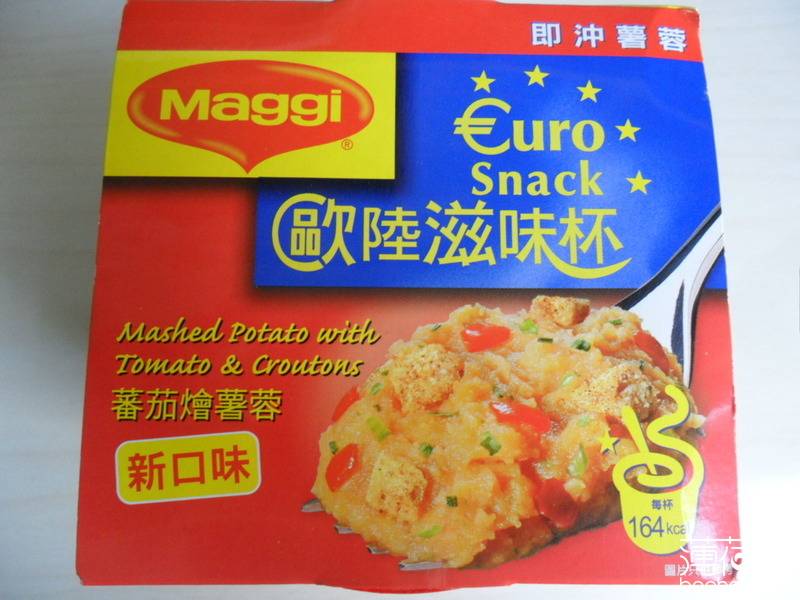 即沖薯蓉
Maggi®
€uro
Snack
歐陸滋味杯
Mashed Potato with
Tomato & Croutons
蕃茄燴薯蓉
新口味
每杯
164kcal